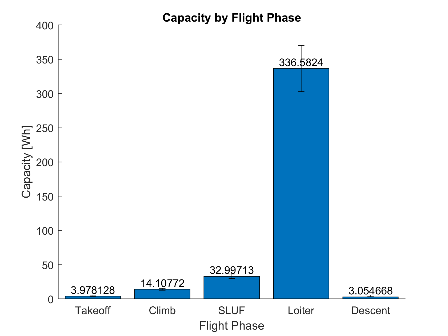 Capacity by Flight Phase
400
350
300
250
200
150
100
50
0
Capacity [Wh]
3.978128
14.10772
32.99713
336.5824
3.054668
Takeoff
Climb
SLUF
Loiter
Descent
Flight Phase